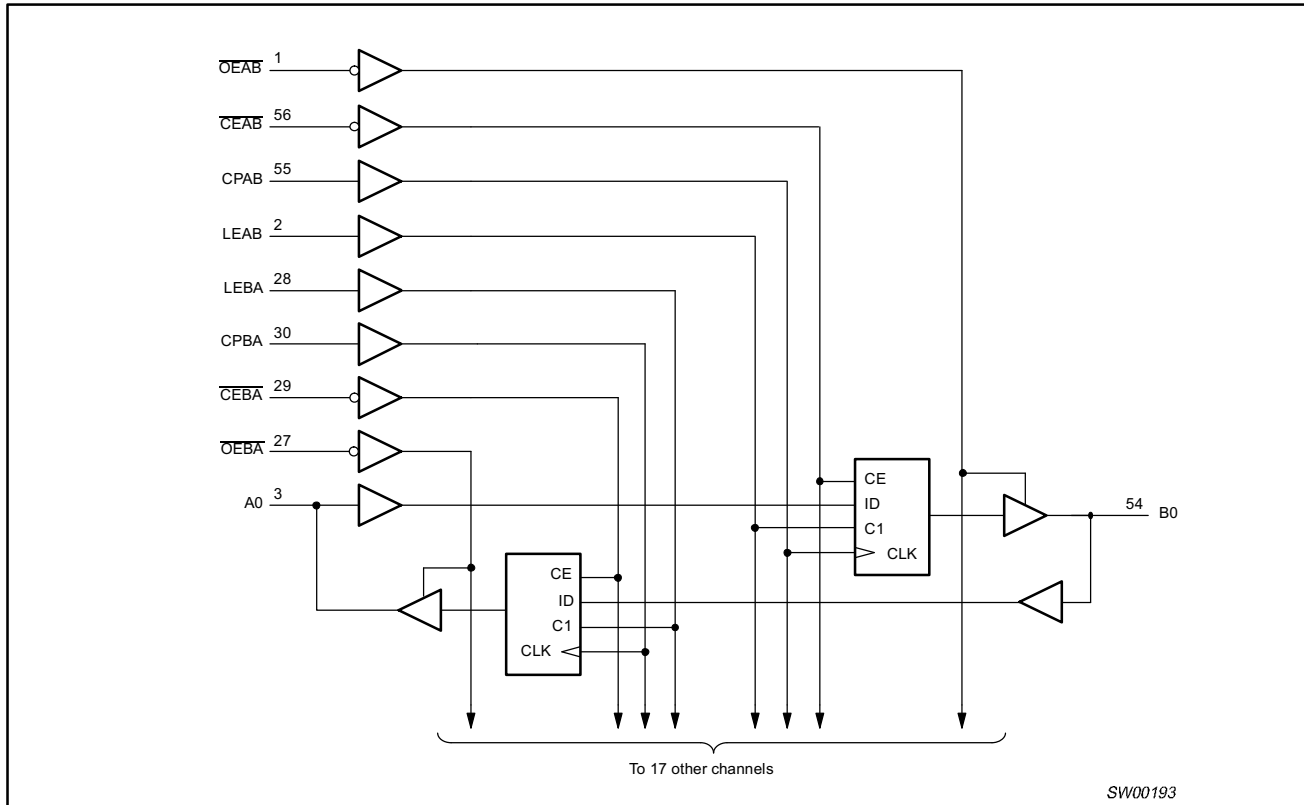 OEAB 1
CEAB 56
CPAB 55
LEAB 2
LEBA 28
CPBA 30
CEBA 29
OEBA 27
A0 3
CE
ID
C1
CLK
54 B0
CE
ID
C1
CLK
To 17 other channels
SW00193